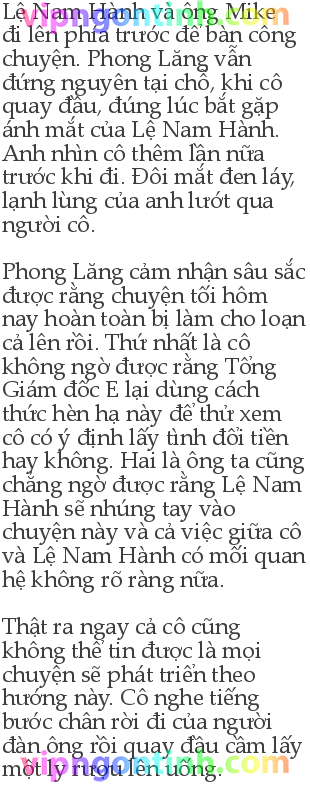 Lệ Nam Hành và ông Mike
đi lên phía trước để bàn công
chuyện. Phong Lăng vẫn
đứng nguyên tại chỗ, khi cô
quay đầu, đúng lúc bắt gặp
ánh mắt của Lệ Nam Hành.
Anh nhìn cô thêm lần nữa
trước khi đi. Đôi mắt đen láy,
lạnh lùng của anh lướt qua
người cô.
Phong Lăng cảm nhận sâu sắc
được rằng chuyện tối hôm
nay hoàn toàn bị làm cho loạn
cả lên rồi. Thứ nhất là cô
không ngờ được rằng Tổng
Giám đốc E lại dùng cách
thức hèn hạ này để thử xem
cô có ý định lấy tình đổi tiền
hay không. Hai là ông ta cũng
chẳng ngờ được rằng Lệ Nam
Hành sẽ nhúng tay vào
chuyện này và cả việc giữa cô
và Lệ Nam Hành có mối quan
hệ không rõ ràng nữa.
Thật ra ngay cả cô cũng
không thể tin được là mọi
chuyện sẽ phát triển theo
hướng này. Cô nghe tiếng
bước chân rời đi của người
đàn ông rồi quay đầu cầm lấy
một ly rượu lên uống.
vipngontinh.com
vipngontinh.com